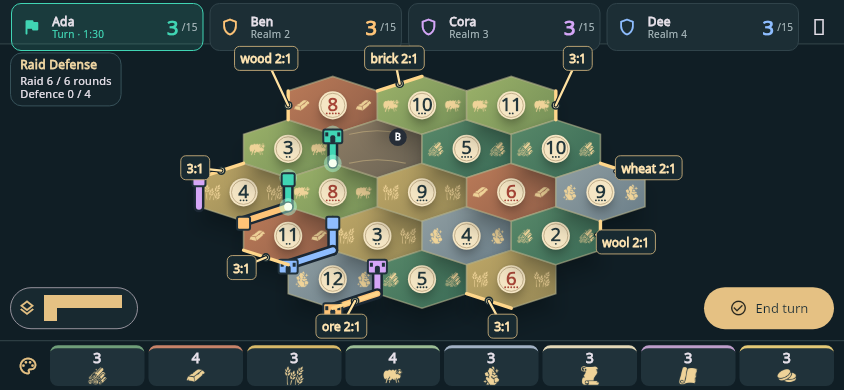 Ada
Turn · 1:30
3 /15
Ben
Realm 2
3 /15
Cora
Realm 3
3 /15
Dee
Realm 4
3 /15
Raid Defense
Raid 6 / 6 rounds
Defence 0 / 4
wood 2:1
brick 2:1
3:1
8
10
11
B
3
5
10
3:1
wheat 2:1
4
8
9
6
9
11
3
4
2
wool 2:1
3:1
12
5
6
ore 2:1
3:1
End turn
3
4
3
4
3
3
3
3